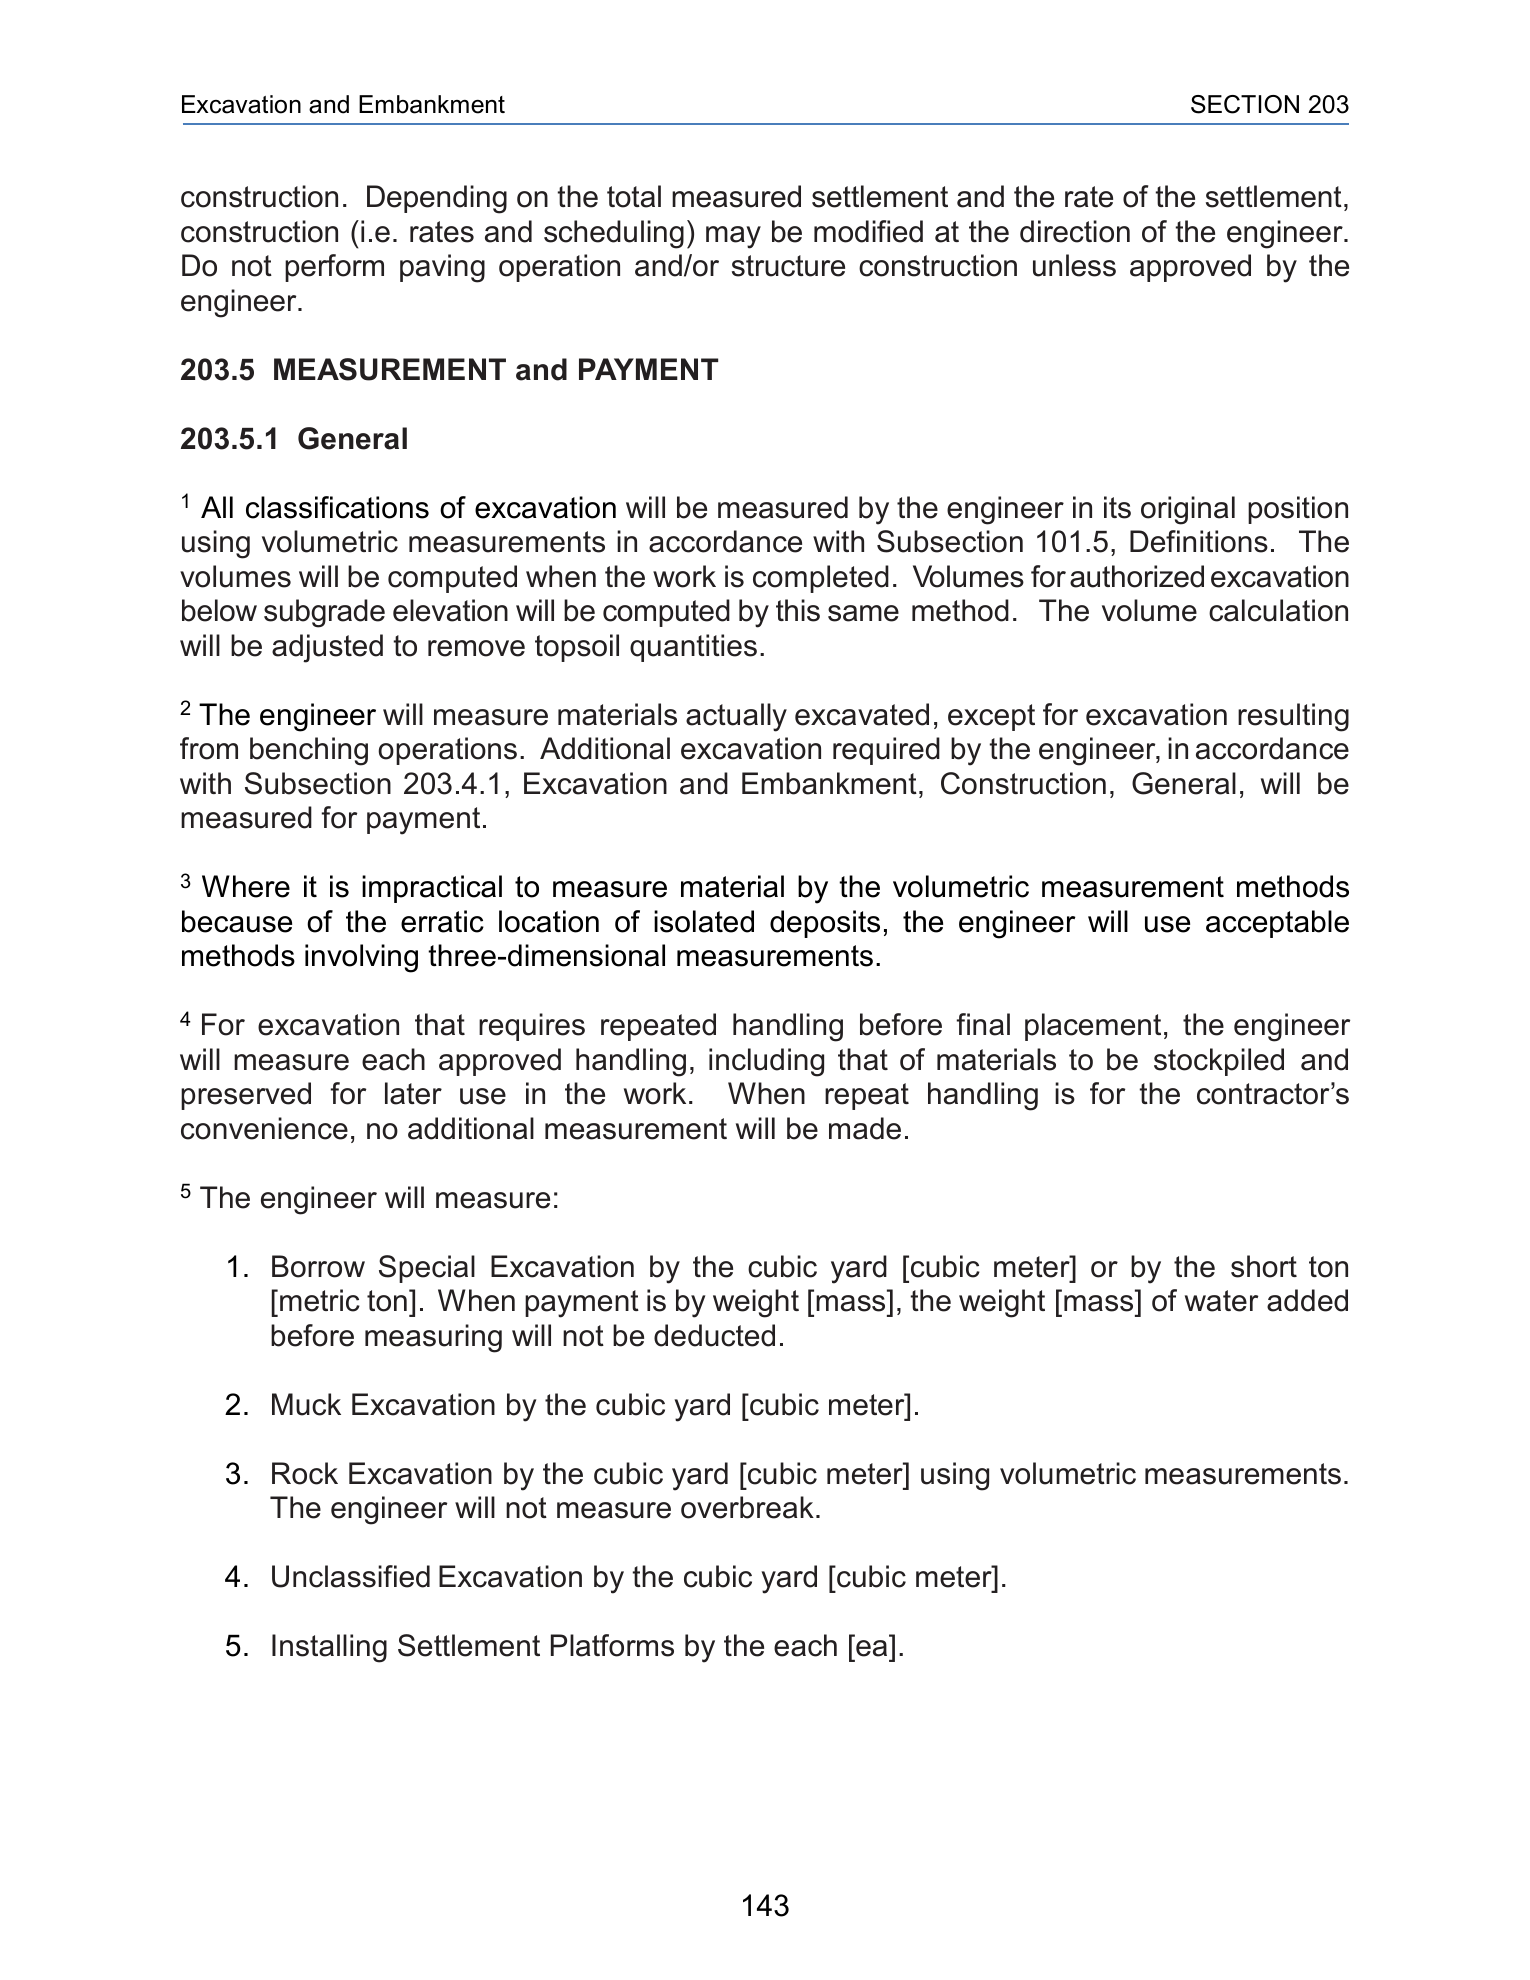 Excavation and Embankment SECTION 203
construction. Depending on the total measured settlement and the rate of the settlement,
construction (i.e. rates and scheduling) may be modified at the direction of the engineer.
Do not perform paving operation and/or structure construction unless approved by the
engineer.
203.5 MEASUREMENT and PAYMENT
203.5.1 General
1 All classifications of excavation will be measured by the engineer in its original position
using volumetric measurements in accordance with Subsection 101.5, Definitions. The
volumes will be computed when the work is completed. Volumes for authorized excavation
below subgrade elevation will be computed by this same method. The volume calculation
will be adjusted to remove topsoil quantities.
2 The engineer will measure materials actually excavated, except for excavation resulting
from benching operations. Additional excavation required by the engineer, in accordance
with Subsection 203.4.1, Excavation and Embankment, Construction, General, will be
measured for payment.
3 Where it is impractical to measure material by the volumetric measurement methods
because of the erratic location of isolated deposits, the engineer will use acceptable
methods involving three-dimensional measurements.
4 For excavation that requires repeated handling before final placement, the engineer
will measure each approved handling, including that of materials to be stockpiled and
preserved for later use in the work. When repeat handling is for the contractor’s
convenience, no additional measurement will be made.
5 The engineer will measure:
1. Borrow Special Excavation by the cubic yard [cubic meter] or by the short ton
[metric ton]. When payment is by weight [mass], the weight [mass] of water added
before measuring will not be deducted.
2. Muck Excavation by the cubic yard [cubic meter].
3. Rock Excavation by the cubic yard [cubic meter] using volumetric measurements.
The engineer will not measure overbreak.
4. Unclassified Excavation by the cubic yard [cubic meter].
5. Installing Settlement Platforms by the each [ea].
143